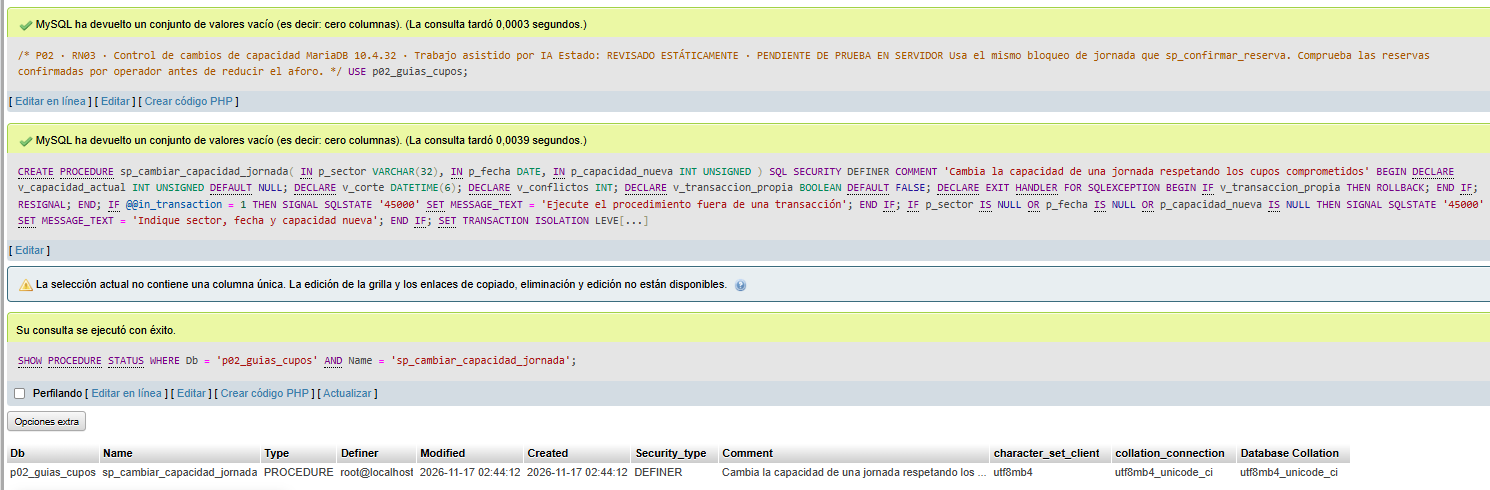 MySQL ha devuelto un conjunto de valores vacío (es decir: cero columnas). (La consulta tardó 0,0003 segundos.)
/* P02 · RN03 · Control de cambios de capacidad MariaDB 10.4.32 · Trabajo asistido por IA Estado: REVISADO ESTÁTICAMENTE · PENDIENTE DE PRUEBA EN SERVIDOR Usa el mismo bloqueo de jornada que sp_confirmar_reserva. Comprueba las reservas
confirmadas por operador antes de reducir el aforo. */ USE p02_guias_cupos;
[ Editar en línea ] [ Editar ] [ Crear código PHP ]
MySQL ha devuelto un conjunto de valores vacío (es decir: cero columnas). (La consulta tardó 0,0039 segundos.)
CREATE PROCEDURE sp_cambiar_capacidad_jornada( IN p_sector VARCHAR(32), IN p_fecha DATE, IN p_capacidad_nueva INT UNSIGNED ) SQL SECURITY DEFINER COMMENT 'Cambia la capacidad de una jornada respetando los cupos comprometidos' BEGIN DECLARE
v_capacidad_actual INT UNSIGNED DEFAULT NULL; DECLARE v_corte DATETIME(6); DECLARE v_conflictos INT; DECLARE v_transaccion_propia BOOLEAN DEFAULT FALSE; DECLARE EXIT HANDLER FOR SQLEXCEPTION BEGIN IF v_transaccion_propia THEN ROLLBACK; END IF;
RESIGNAL; END; IF @@in_transaction = 1 THEN SIGNAL SQLSTATE '45000' SET MESSAGE_TEXT = 'Ejecute el procedimiento fuera de una transacción'; END IF; IF p_sector IS NULL OR p_fecha IS NULL OR p_capacidad_nueva IS NULL THEN SIGNAL SQLSTATE '45000'
SET MESSAGE_TEXT = 'Indique sector, fecha y capacidad nueva'; END IF; SET TRANSACTION ISOLATION LEVE[...]
[ Editar ]
La selección actual no contiene una columna única. La edición de la grilla y los enlaces de copiado, eliminación y edición no están disponibles.
Su consulta se ejecutó con éxito.
SHOW PROCEDURE STATUS WHERE Db = 'p02_guias_cupos' AND Name = 'sp_cambiar_capacidad_jornada';
Perfilando [ Editar en línea ] [ Editar ] [ Crear código PHP ] [ Actualizar ]
Opciones extra
Db Name Type Definer Modified Created Security_type Comment character_set_client collation_connection Database Collation
p02_guias_cupos sp_cambiar_capacidad_jornada PROCEDURE root@localhost 2026-11-17 02:44:12 2026-11-17 02:44:12 DEFINER Cambia la capacidad de una jornada respetando los ... utf8mb4 utf8mb4_unicode_ci utf8mb4_unicode_ci